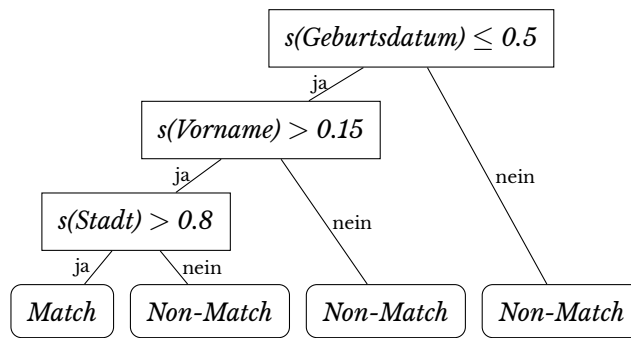 s(Geburtsdatum) ≤ 0.5
ja
s(Vorname) > 0.15
ja
nein
s(Stadt) > 0.8
nein
ja
nein
Match
Non-Match
Non-Match
Non-Match